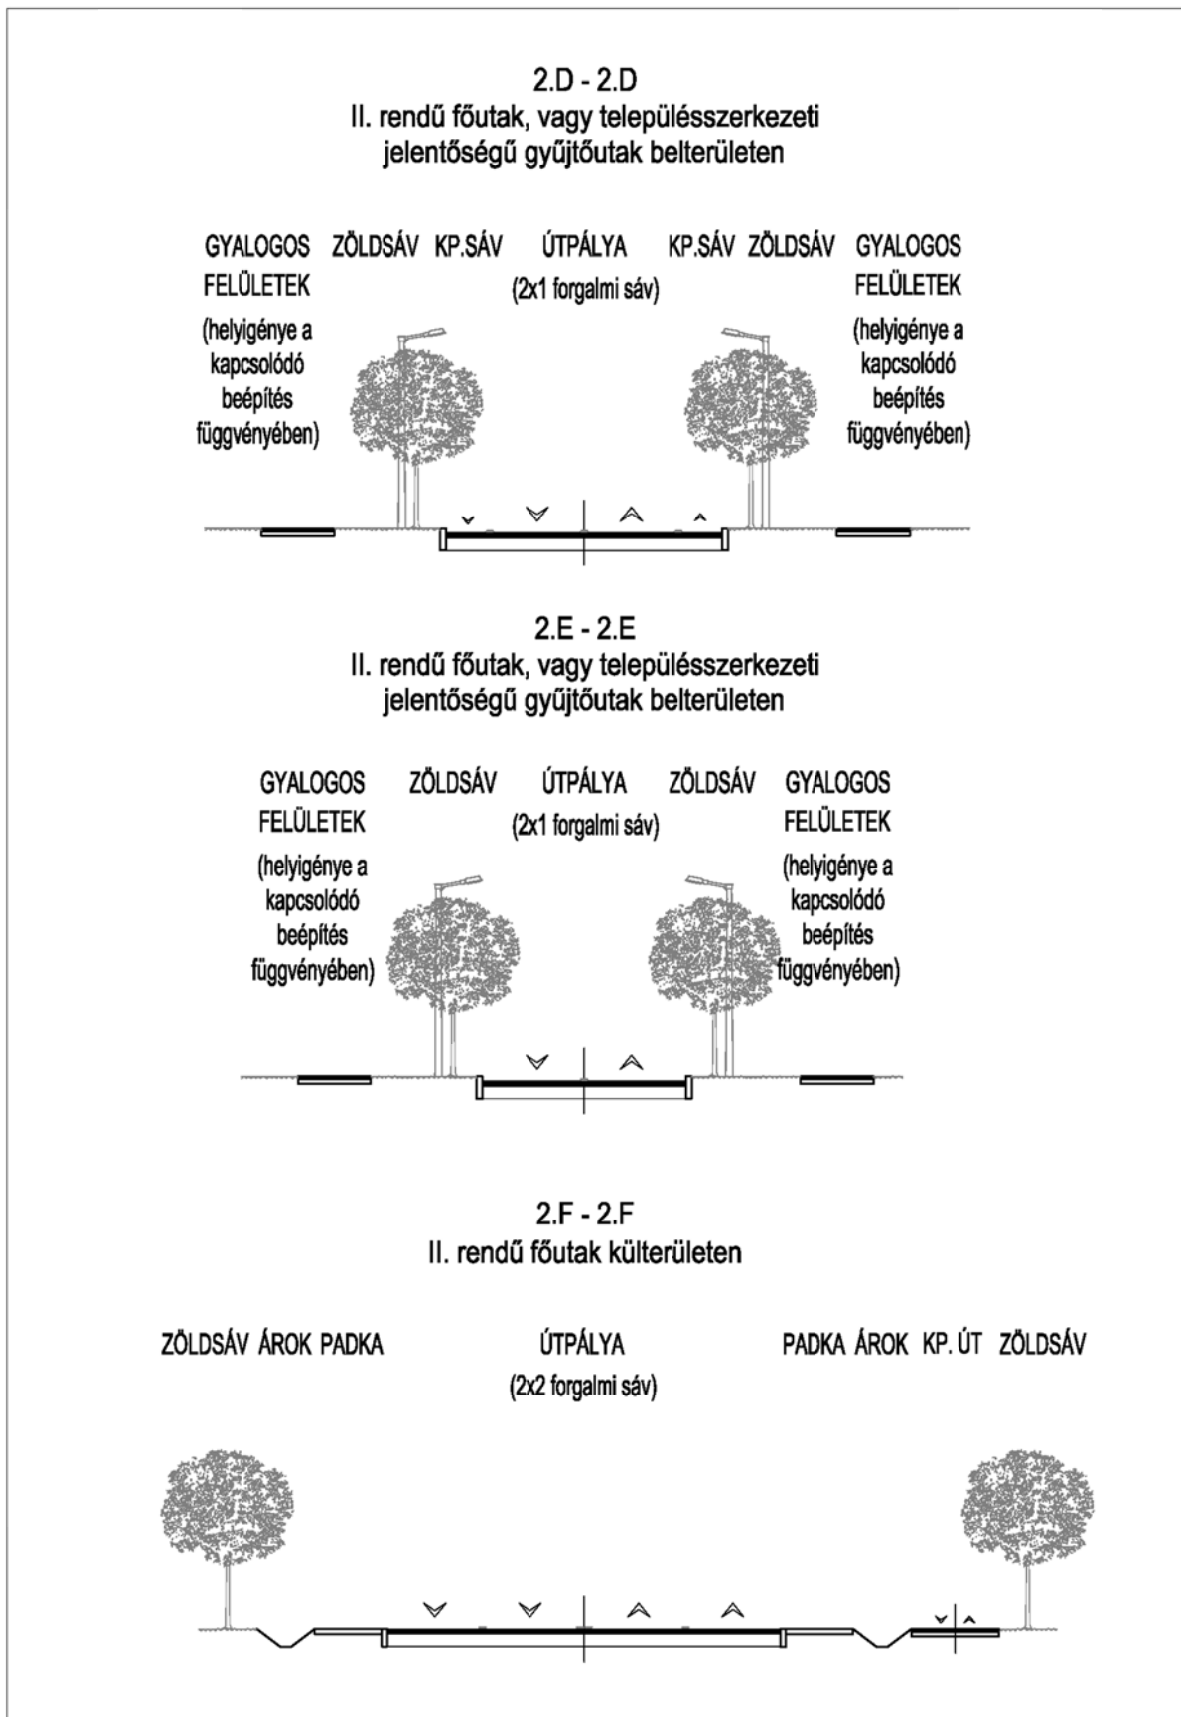 2.D - 2.D
II. rendű főutak, vagy településszerkezeti
jelentőségű gyűjtőutak belterületen
GYALOGOS ZÖLDSÁV KP.SÁV ÚTPÁLYA KP.SÁV ZÖLDSÁV GYALOGOS
FELÜLETEK (2x1 forgalmi sáv) FELÜLETEK
(helyigénye a (helyigénye a
kapcsolódó kapcsolódó
beépítés beépítés
függvényében) függvényében)
2.E - 2.E
II. rendű főutak, vagy településszerkezeti
jelentőségű gyűjtőutak belterületen
GYALOGOS ZÖLDSÁV ÚTPÁLYA ZÖLDSÁV GYALOGOS
FELÜLETEK (2x1 forgalmi sáv) FELÜLETEK
(helyigénye a (helyigénye a
kapcsolódó kapcsolódó
beépítés beépítés
függvényében) függvényében)
2.F - 2.F
II. rendű főutak külterületen
ZÖLDSÁV ÁROK PADKA ÚTPÁLYA PADKA ÁROK KP. ÚT ZÖLDSÁV
(2x2 forgalmi sáv)